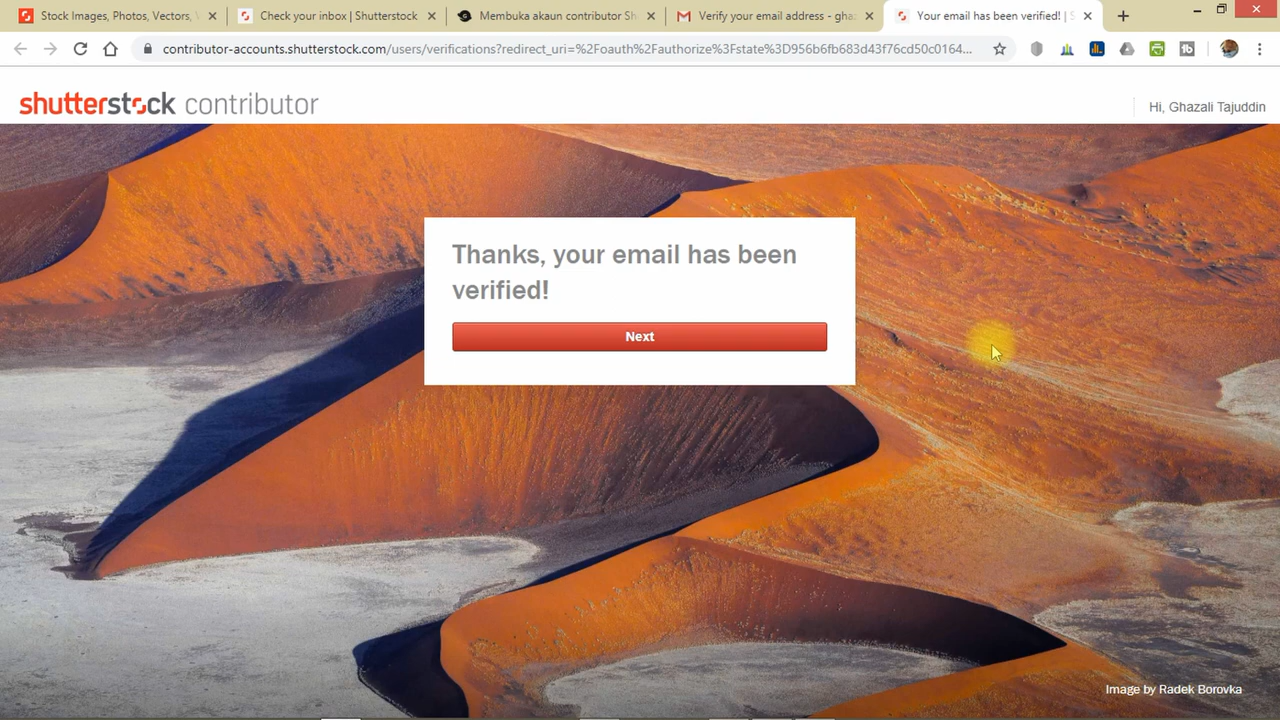 Stock Images, Photos, Vectors,
Check your inbox | Shutterstock
Membuka akaun contributor Sh
Verify your email address - gha
Your email has been verified! | S
contributor-accounts.shutterstock.com/users/verifications?redirect_uri=%2Foauth%2Fauthorize%3Fstate%3D956b6fb683d43f76cd50c0164...
shutterstock contributor
Hi, Ghazali Tajuddin
Thanks, your email has been
verified!
Next
Image by Radek Borovka